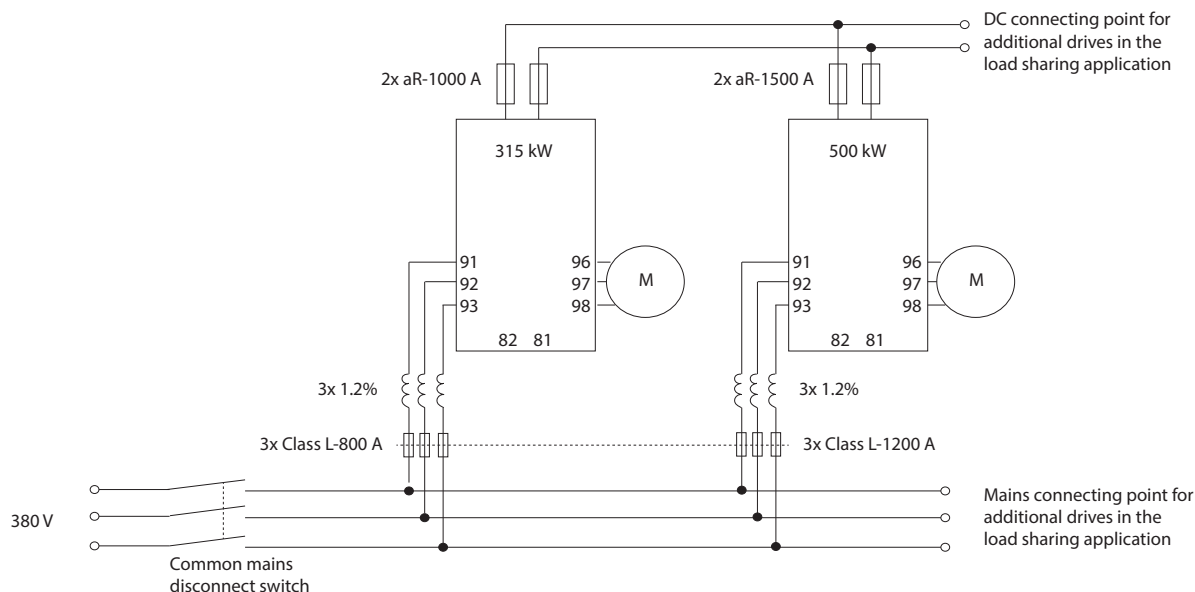 DC connecting point for
additional drives in the
load sharing application
2x aR-1000 A
2x aR-1500 A
315 kW
500 kW
91
92
93
96
97
98
M
82 81
91
92
93
96
97
98
M
82 81
3x 1.2%
3x 1.2%
3x Class L-800 A
3x Class L-1200 A
380 V
Mains connecting point for
additional drives in the
load sharing application
Common mains
disconnect switch